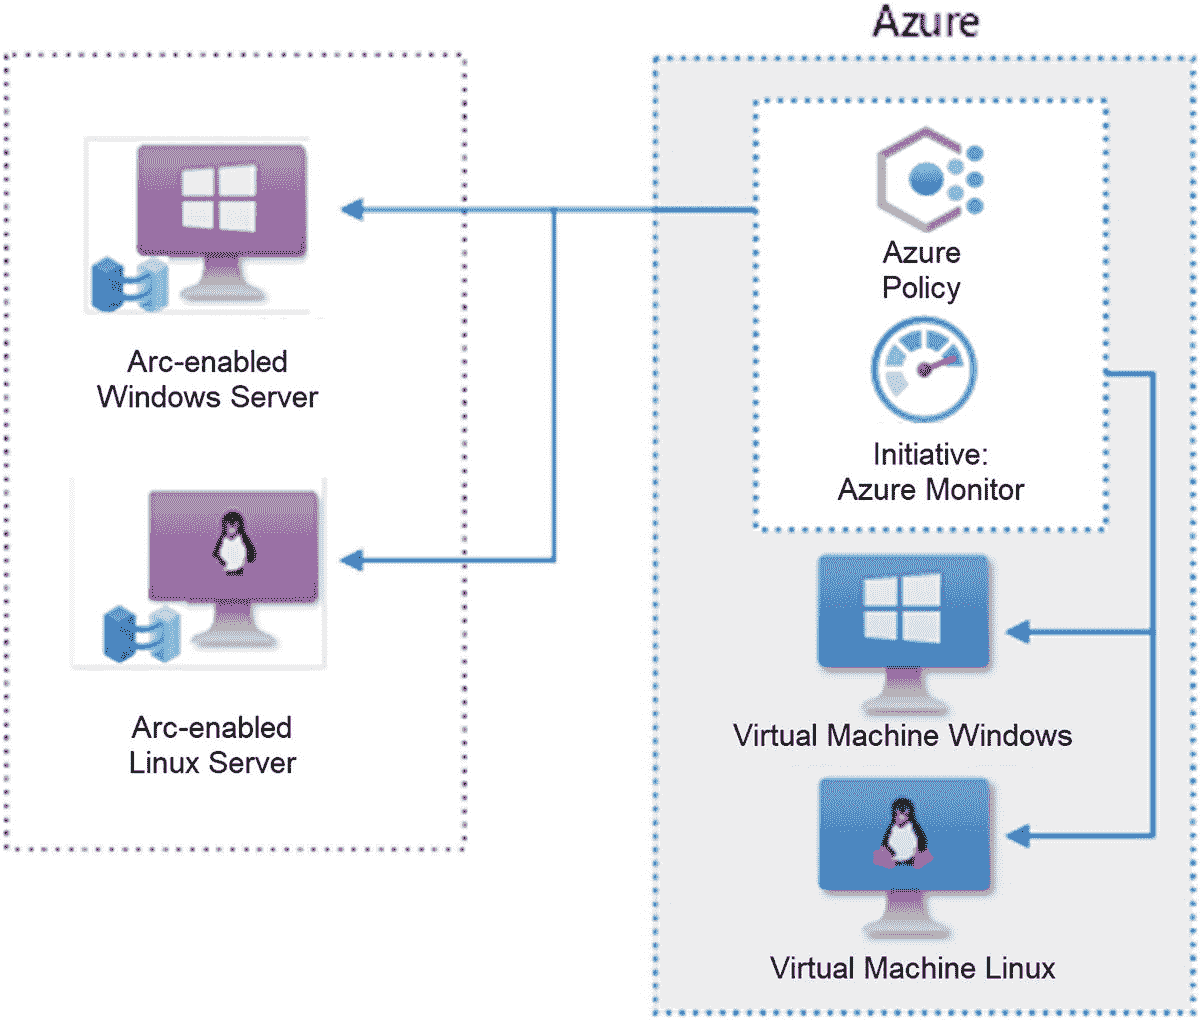 Azure
Azure
Policy
Initiative:
Azure Monitor
Arc-enabled
Windows Server
Arc-enabled
Linux Server
Virtual Machine Windows
Virtual Machine Linux